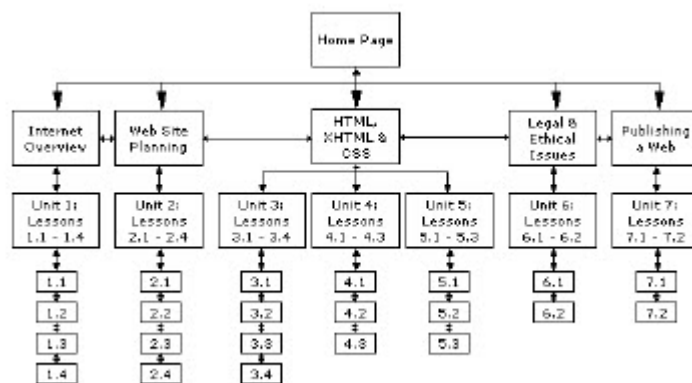 Home Page
Internet
Overview
Web Site
Planning
HTML,
XHTML &
CSS
Legal &
Ethical
Issues
Publishing
a Web
Unit 1:
Lessons
1.1 - 1.4
Unit 2:
Lessons
2.1 - 2.4
Unit 3:
Lessons
3.1 - 3.4
Unit 4:
Lessons
4.1 - 4.3
Unit 5:
Lessons
5.1 - 5.3
Unit 6:
Lessons
6.1 - 6.2
Unit 7:
Lessons
7.1 - 7.2
1.1
1.2
1.3
1.4
2.1
2.2
2.3
2.4
3.1
3.2
3.3
3.4
4.1
4.2
4.3
5.1
5.2
5.3
6.1
6.2
7.1
7.2